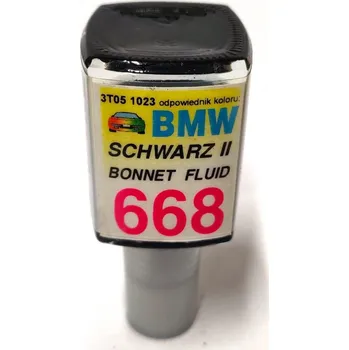 3T05 1023 odpowiednik koloru:
BMW
SCHWARZ II
BONNET FLUID
668